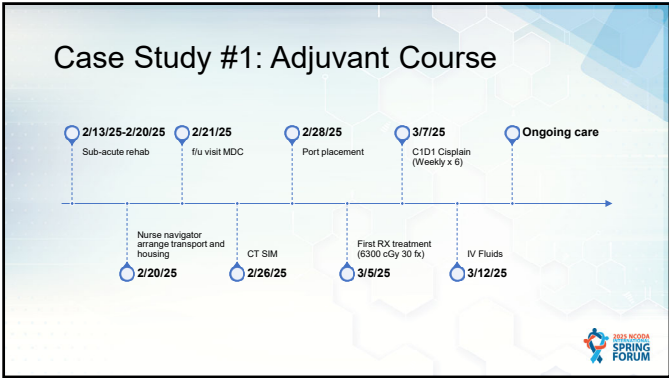 Case Study #1: Adjuvant Course
2/13/25-2/20/25
Sub-acute rehab
Nurse navigator
arrange transport and
housing
2/20/25
2/21/25
f/u visit MDC
CT SIM
2/26/25
2/28/25
Port placement
First RX treatment
(6300 cGy 30 fx)
3/5/25
3/7/25
C1D1 Cisplain
(Weekly x 6)
IV Fluids
3/12/25
Ongoing care
2025 NCODA
INTERNATIONAL
SPRING
FORUM